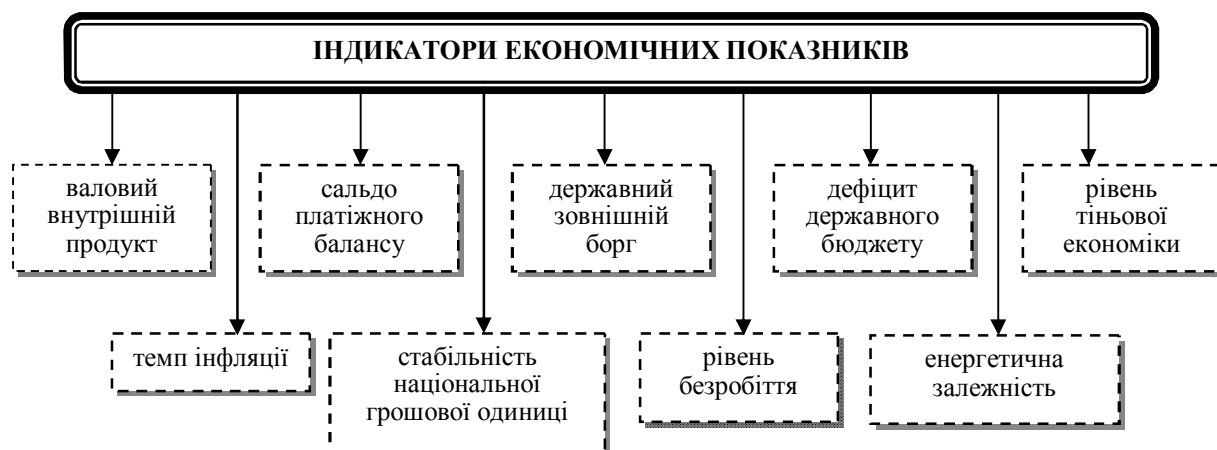 ІНДИКАТОРИ ЕКОНОМІЧНИХ ПОКАЗНИКІВ
валовий
внутрішній
продукт
сальдо
платіжного
балансу
державний
зовнішній
борг
дефіцит
державного
бюджету
рівень
тіньової
економіки
темп інфляції
стабільність
національної
грошової одиниці
рівень
безробіття
енергетична
залежність